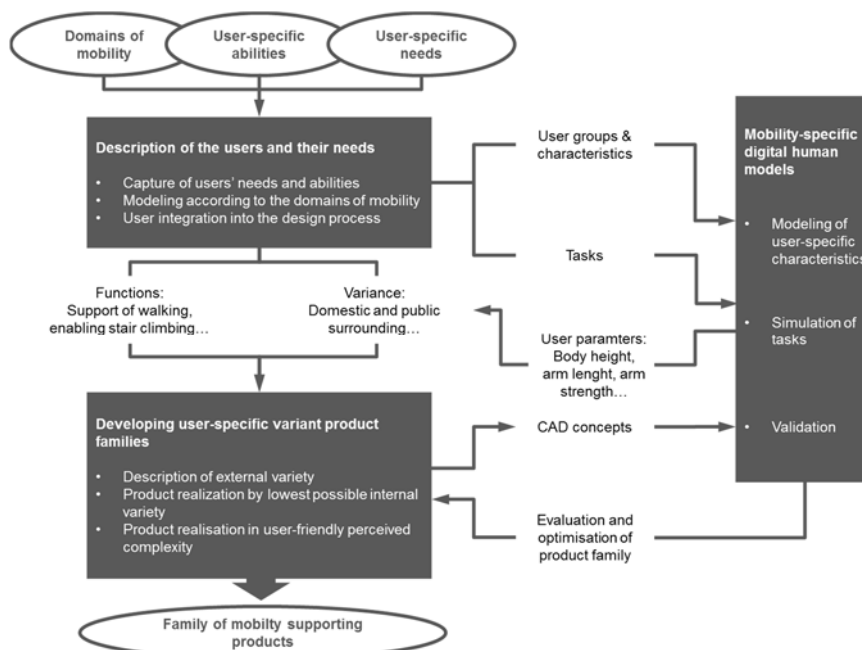 Domains of
mobility
User-specific
abilities
User-specific
needs
Description of the users and their needs
• Capture of users' needs and abilities
• Modeling according to the domains of mobility
• User integration into the design process
User groups &
characteristics
Tasks
Mobility-specific
digital human
models
• Modeling of
user-specific
characteristics
• Simulation of
tasks
• Validation
Functions:
Support of walking,
enabling stair climbing…
Variance:
Domestic and public
surrounding…
User paramters:
Body height,
arm lenght, arm
strength…
Developing user-specific variant product
families
• Description of external variety
• Product realization by lowest possible internal
variety
• Product realisation in user-friendly perceived
complexity
CAD concepts
Evaluation and
optimisation of
product family
Family of mobilty supporting
products